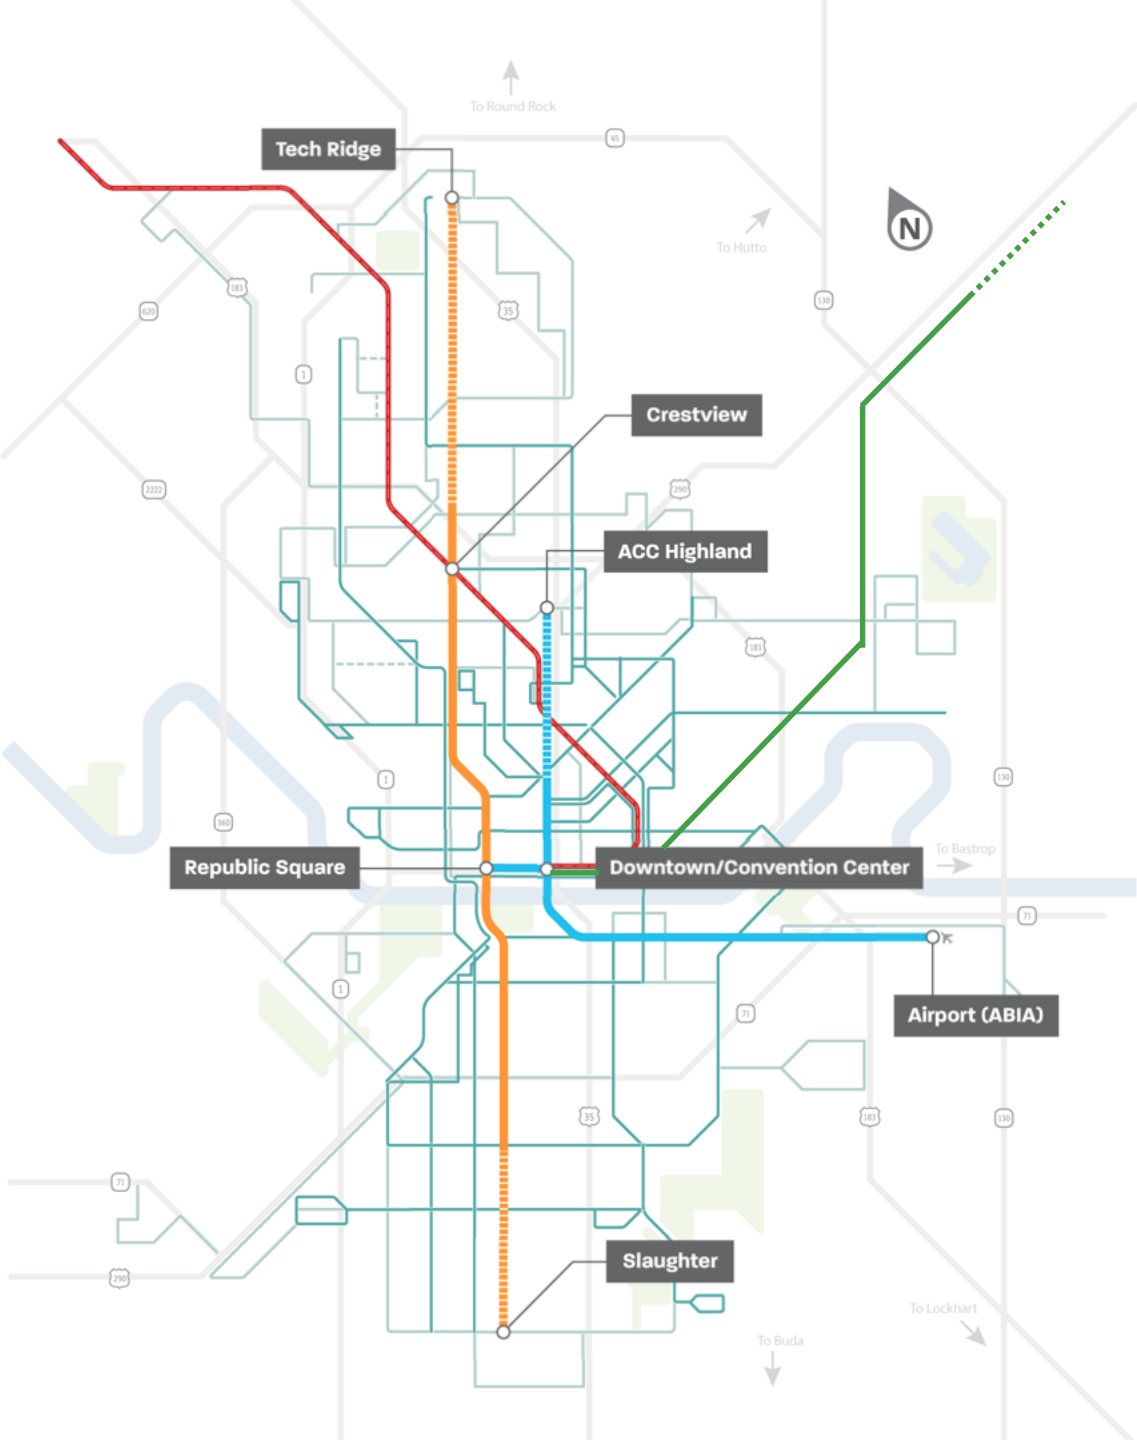 To Round Rock
45
Tech Ridge
N
To Hutto
183
130
620
35
1
Crestview
2222
290
ACC Highland
183
1
130
360
Republic Square
Downtown/Convention Center
To Bastrop
71
1
Airport (ABIA)
71
35
183
130
71
Slaughter
290
To Lockhart
To Buda